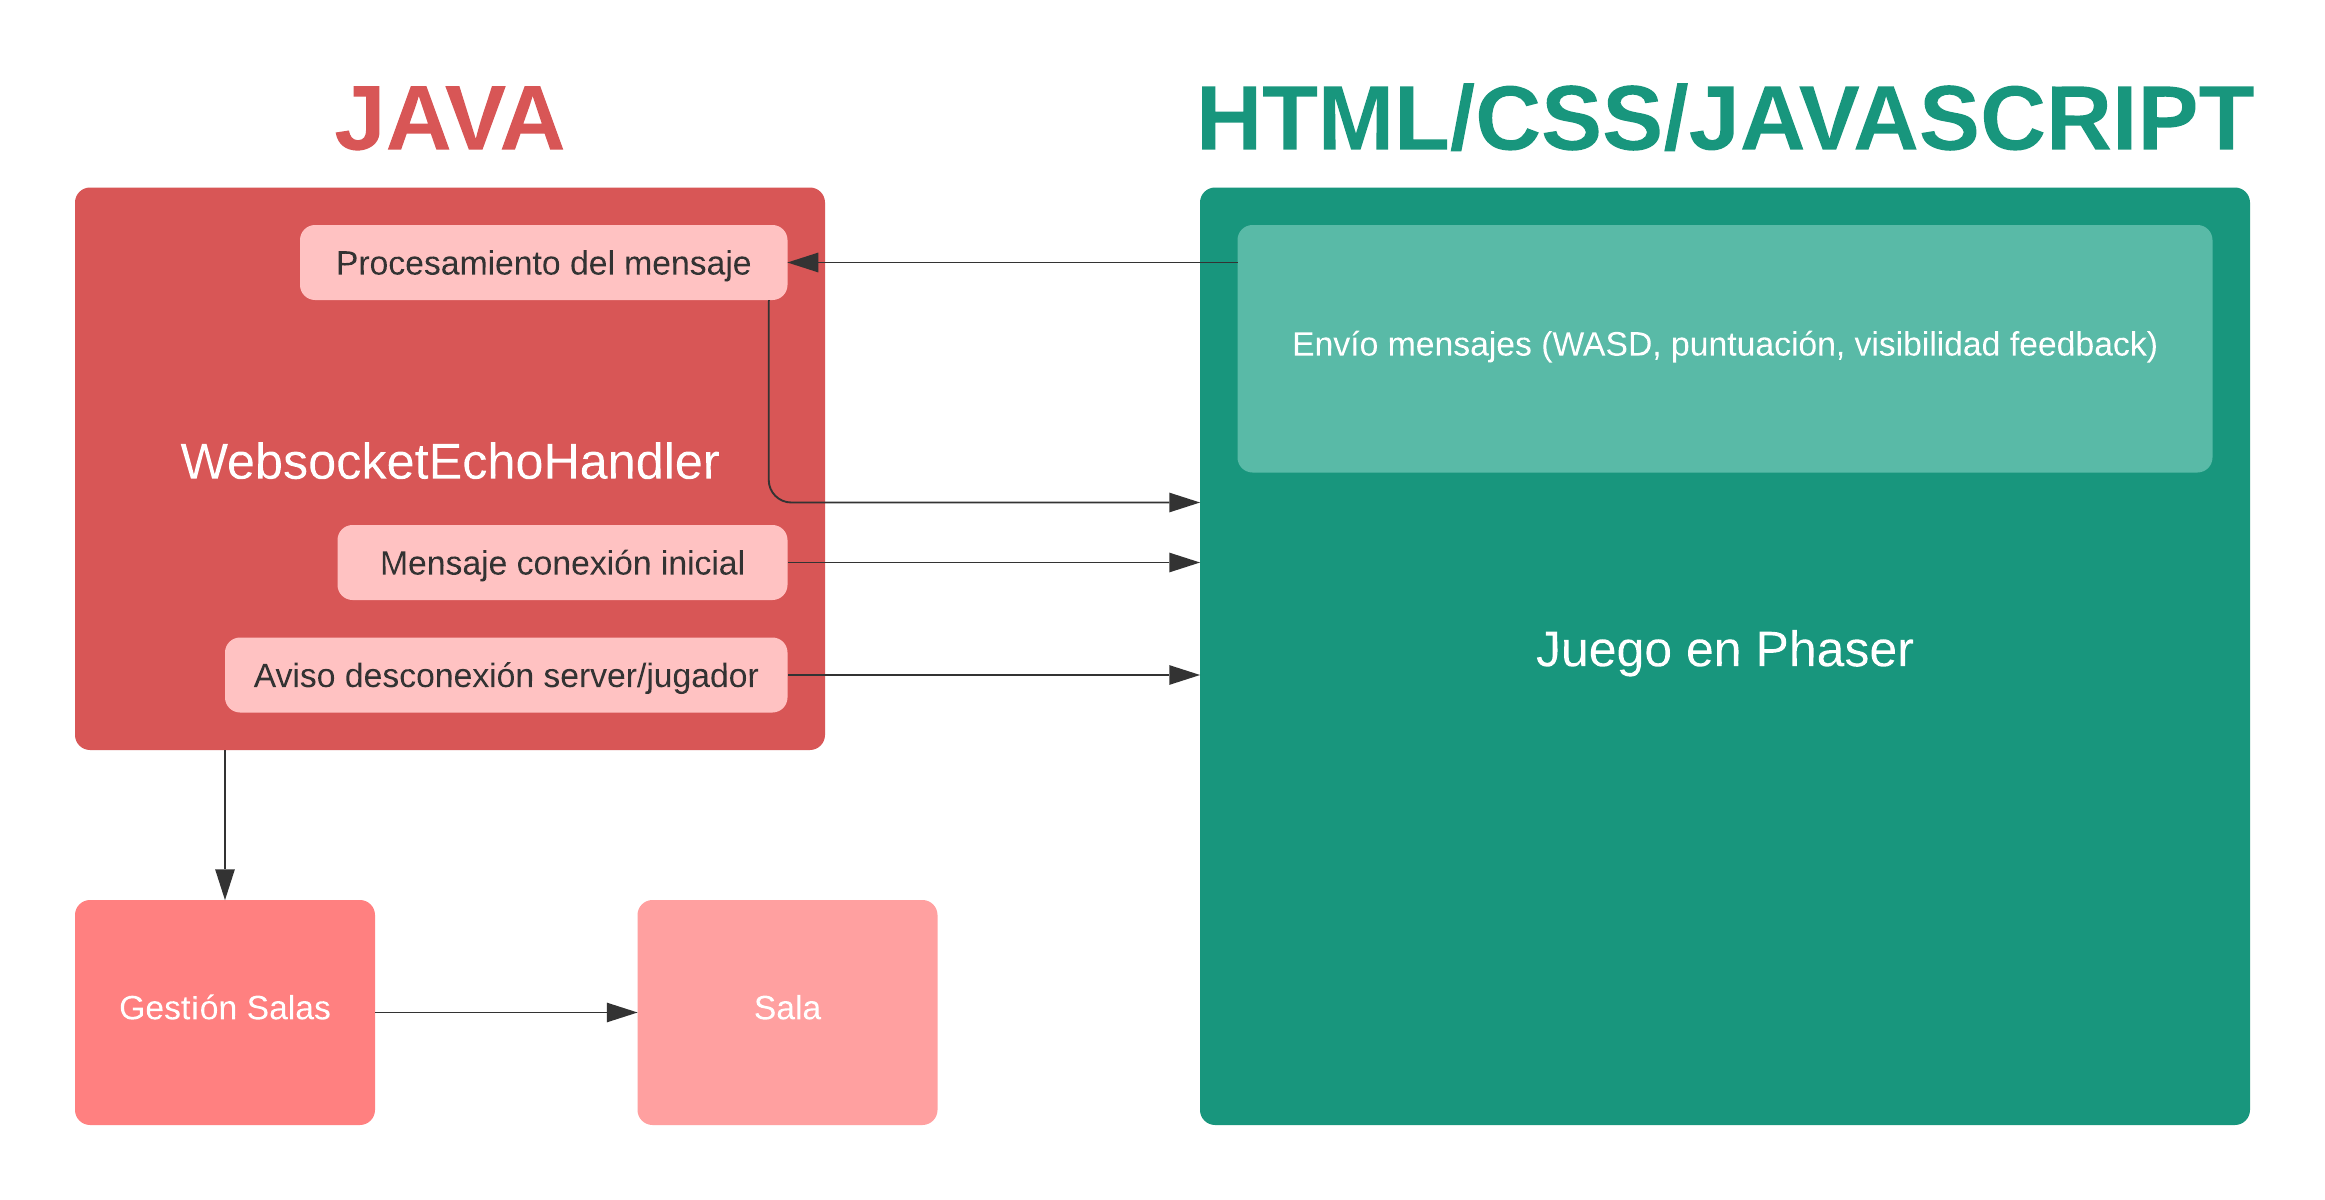 JAVA
HTML/CSS/JAVASCRIPT
Procesamiento del mensaje
Envío mensajes (WASD, puntuación, visibilidad feedback)
WebsocketEchoHandler
Mensaje conexión inicial
Aviso desconexión server/jugador
Juego en Phaser
Gestión Salas
Sala